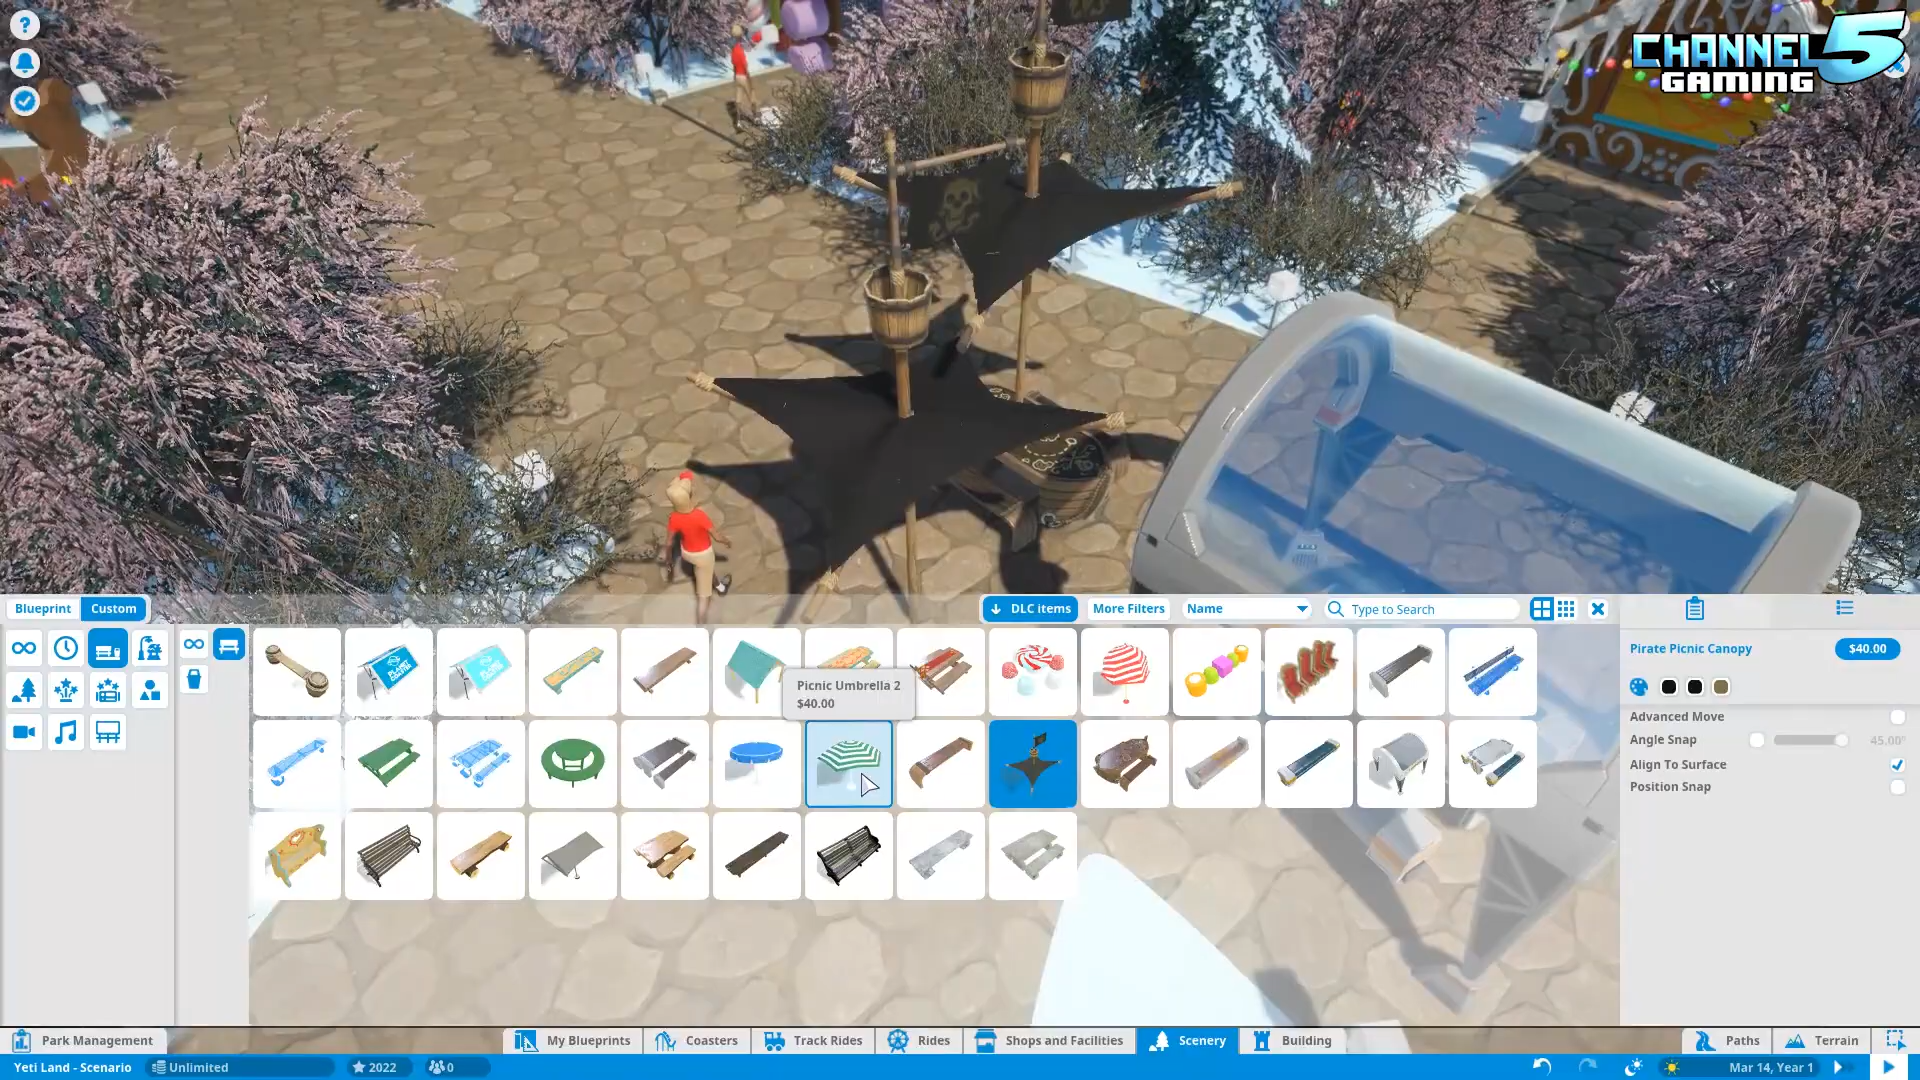 ?
CHANNEL 5
GAMING
Blueprint
Custom
DLC items
More Filters
Name
Type to Search
Picnic Umbrella 2
$40.00
Pirate Picnic Canopy
$40.00
Advanced Move
Angle Snap
45.00°
Align To Surface
Position Snap
Park Management
My Blueprints
Coasters
Track Rides
Rides
Shops and Facilities
Scenery
Building
Paths
Terrain
Yeti Land - Scenario
Unlimited
2022
0
Mar 14, Year 1